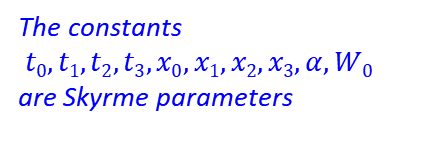 The constants
t₀, t₁, t₂, t₃, x₀, x₁, x₂, x₃, α, W₀
are Skyrme parameters